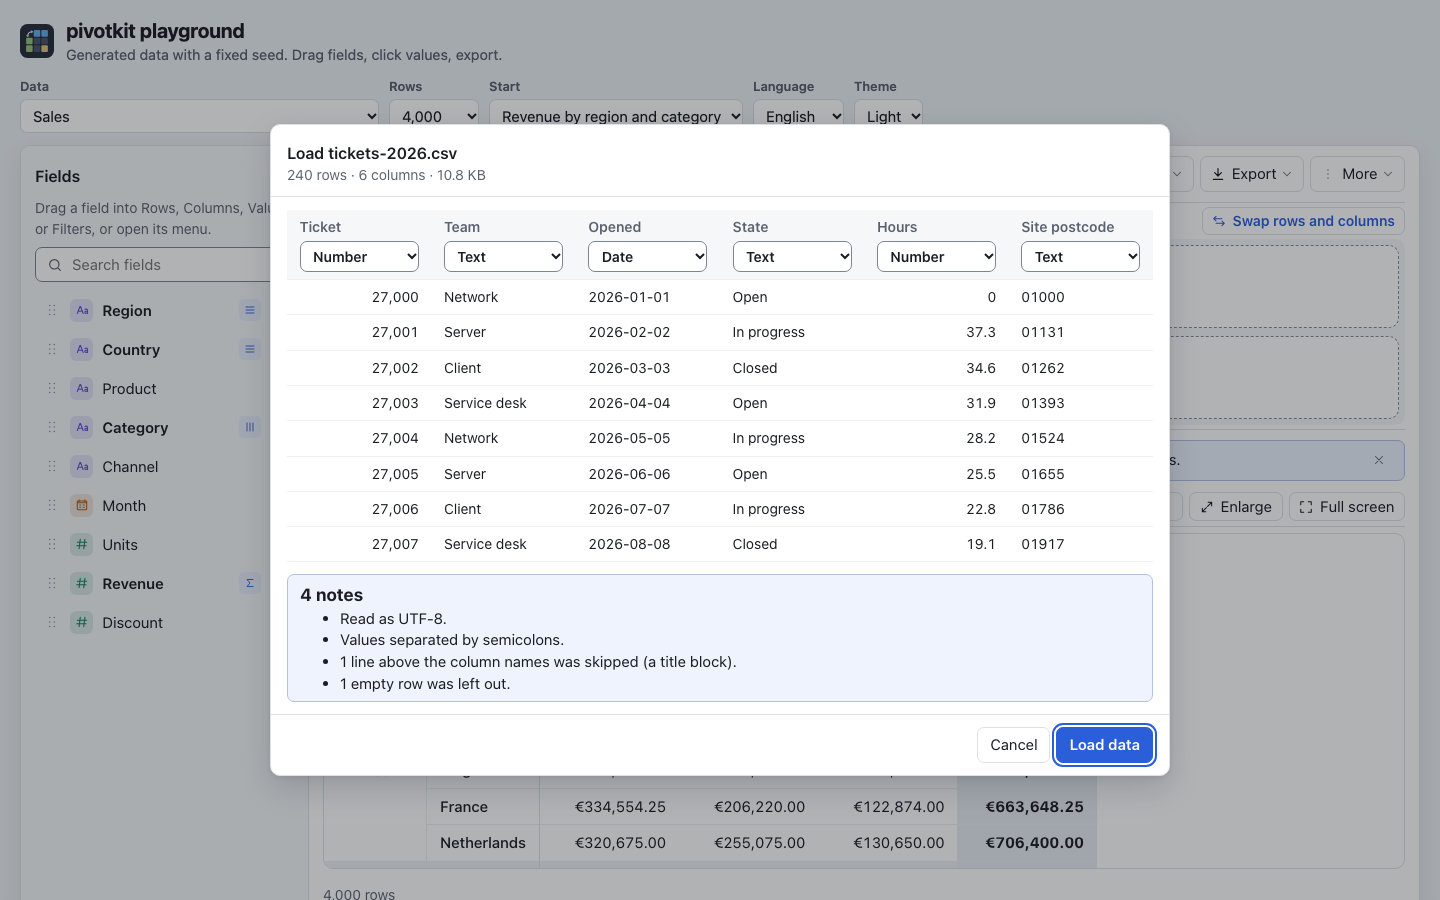 pivotkit playground
Generated data with a fixed seed. Drag fields, click values, export.
Data
Rows
Start
Language
Theme
Sales
4,000
Revenue by region and category
English
Light
Fields
Drag a field into Rows, Columns,
or Filters, or open its menu.
Search fields
Aa Region
Aa Country
Aa Product
Aa Category
Aa Channel
Month
# Units
# Revenue Σ
# Discount
Export
More
Swap rows and columns
s.
Enlarge
Full screen
Load tickets-2026.csv
240 rows · 6 columns · 10.8 KB
Ticket Team Opened State Hours Site postcode
Number Text Date Text Number Text
27,000 Network 2026-01-01 Open 0 01000
27,001 Server 2026-02-02 In progress 37.3 01131
27,002 Client 2026-03-03 Closed 34.6 01262
27,003 Service desk 2026-04-04 Open 31.9 01393
27,004 Network 2026-05-05 In progress 28.2 01524
27,005 Server 2026-06-06 Open 25.5 01655
27,006 Client 2026-07-07 In progress 22.8 01786
27,007 Service desk 2026-08-08 Closed 19.1 01917
4 notes
Read as UTF-8.
Values separated by semicolons.
1 line above the column names was skipped (a title block).
1 empty row was left out.
Cancel
Load data
France €334,554.25 €206,220.00 €122,874.00 €663,648.25
Netherlands €320,675.00 €255,075.00 €130,650.00 €706,400.00
4,000 rows